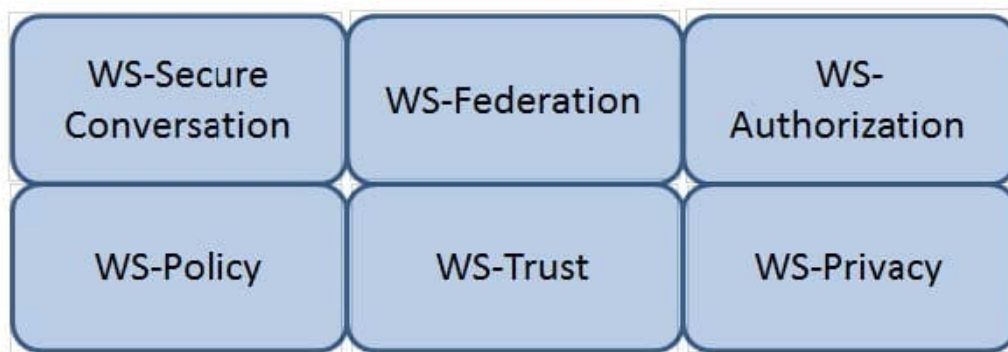 WS-Secure
Conversation
WS-Federation
WS-
Authorization
WS-Policy
WS-Trust
WS-Privacy